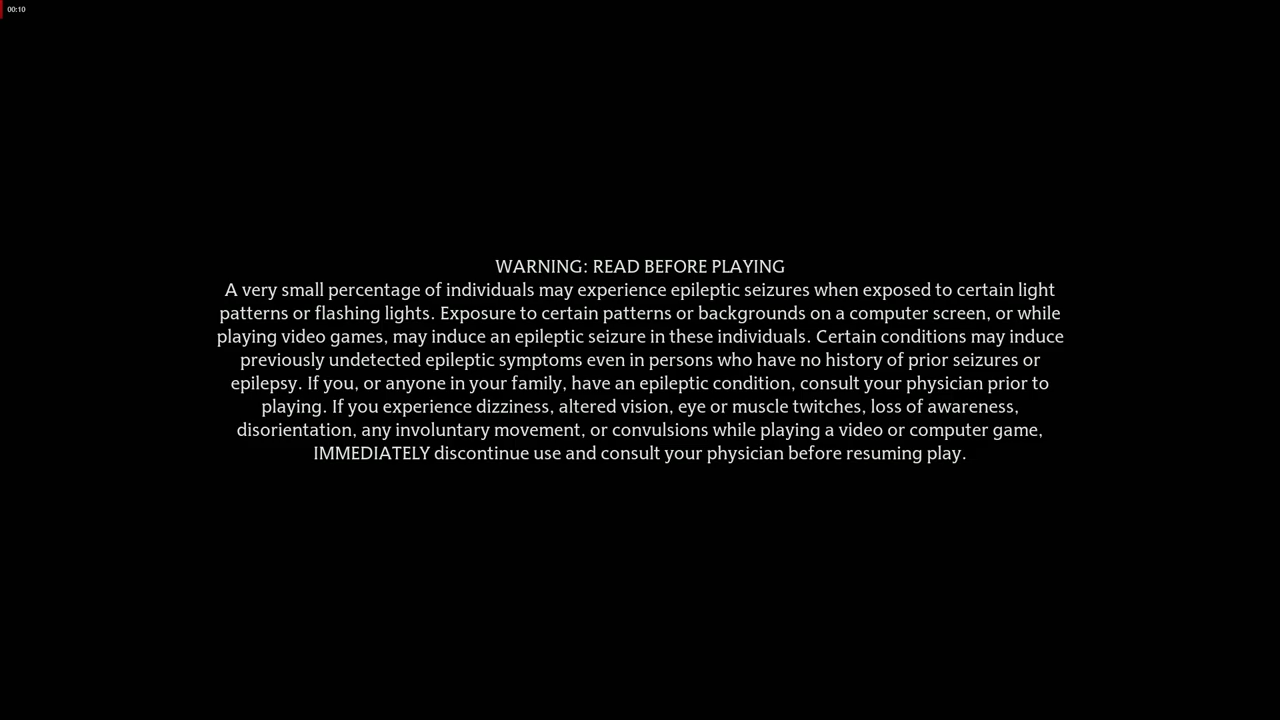 00:10
WARNING: READ BEFORE PLAYING
A very small percentage of individuals may experience epileptic seizures when exposed to certain light
patterns or flashing lights. Exposure to certain patterns or backgrounds on a computer screen, or while
playing video games, may induce an epileptic seizure in these individuals. Certain conditions may induce
previously undetected epileptic symptoms even in persons who have no history of prior seizures or
epilepsy. If you, or anyone in your family, have an epileptic condition, consult your physician prior to
playing. If you experience dizziness, altered vision, eye or muscle twitches, loss of awareness,
disorientation, any involuntary movement, or convulsions while playing a video or computer game,
IMMEDIATELY discontinue use and consult your physician before resuming play.